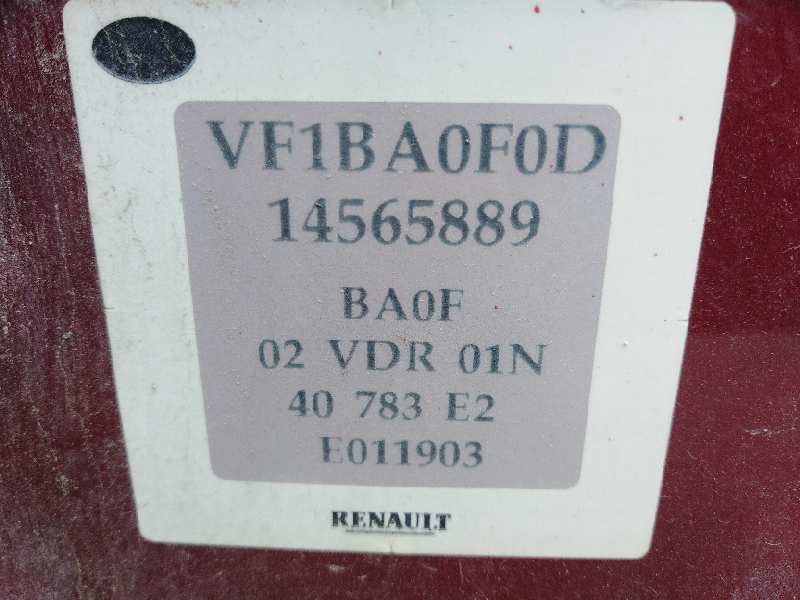 VF1BA0F0D
14565889
BA0F
02 VDR 01N
40 783 E2
E011903
RENAULT